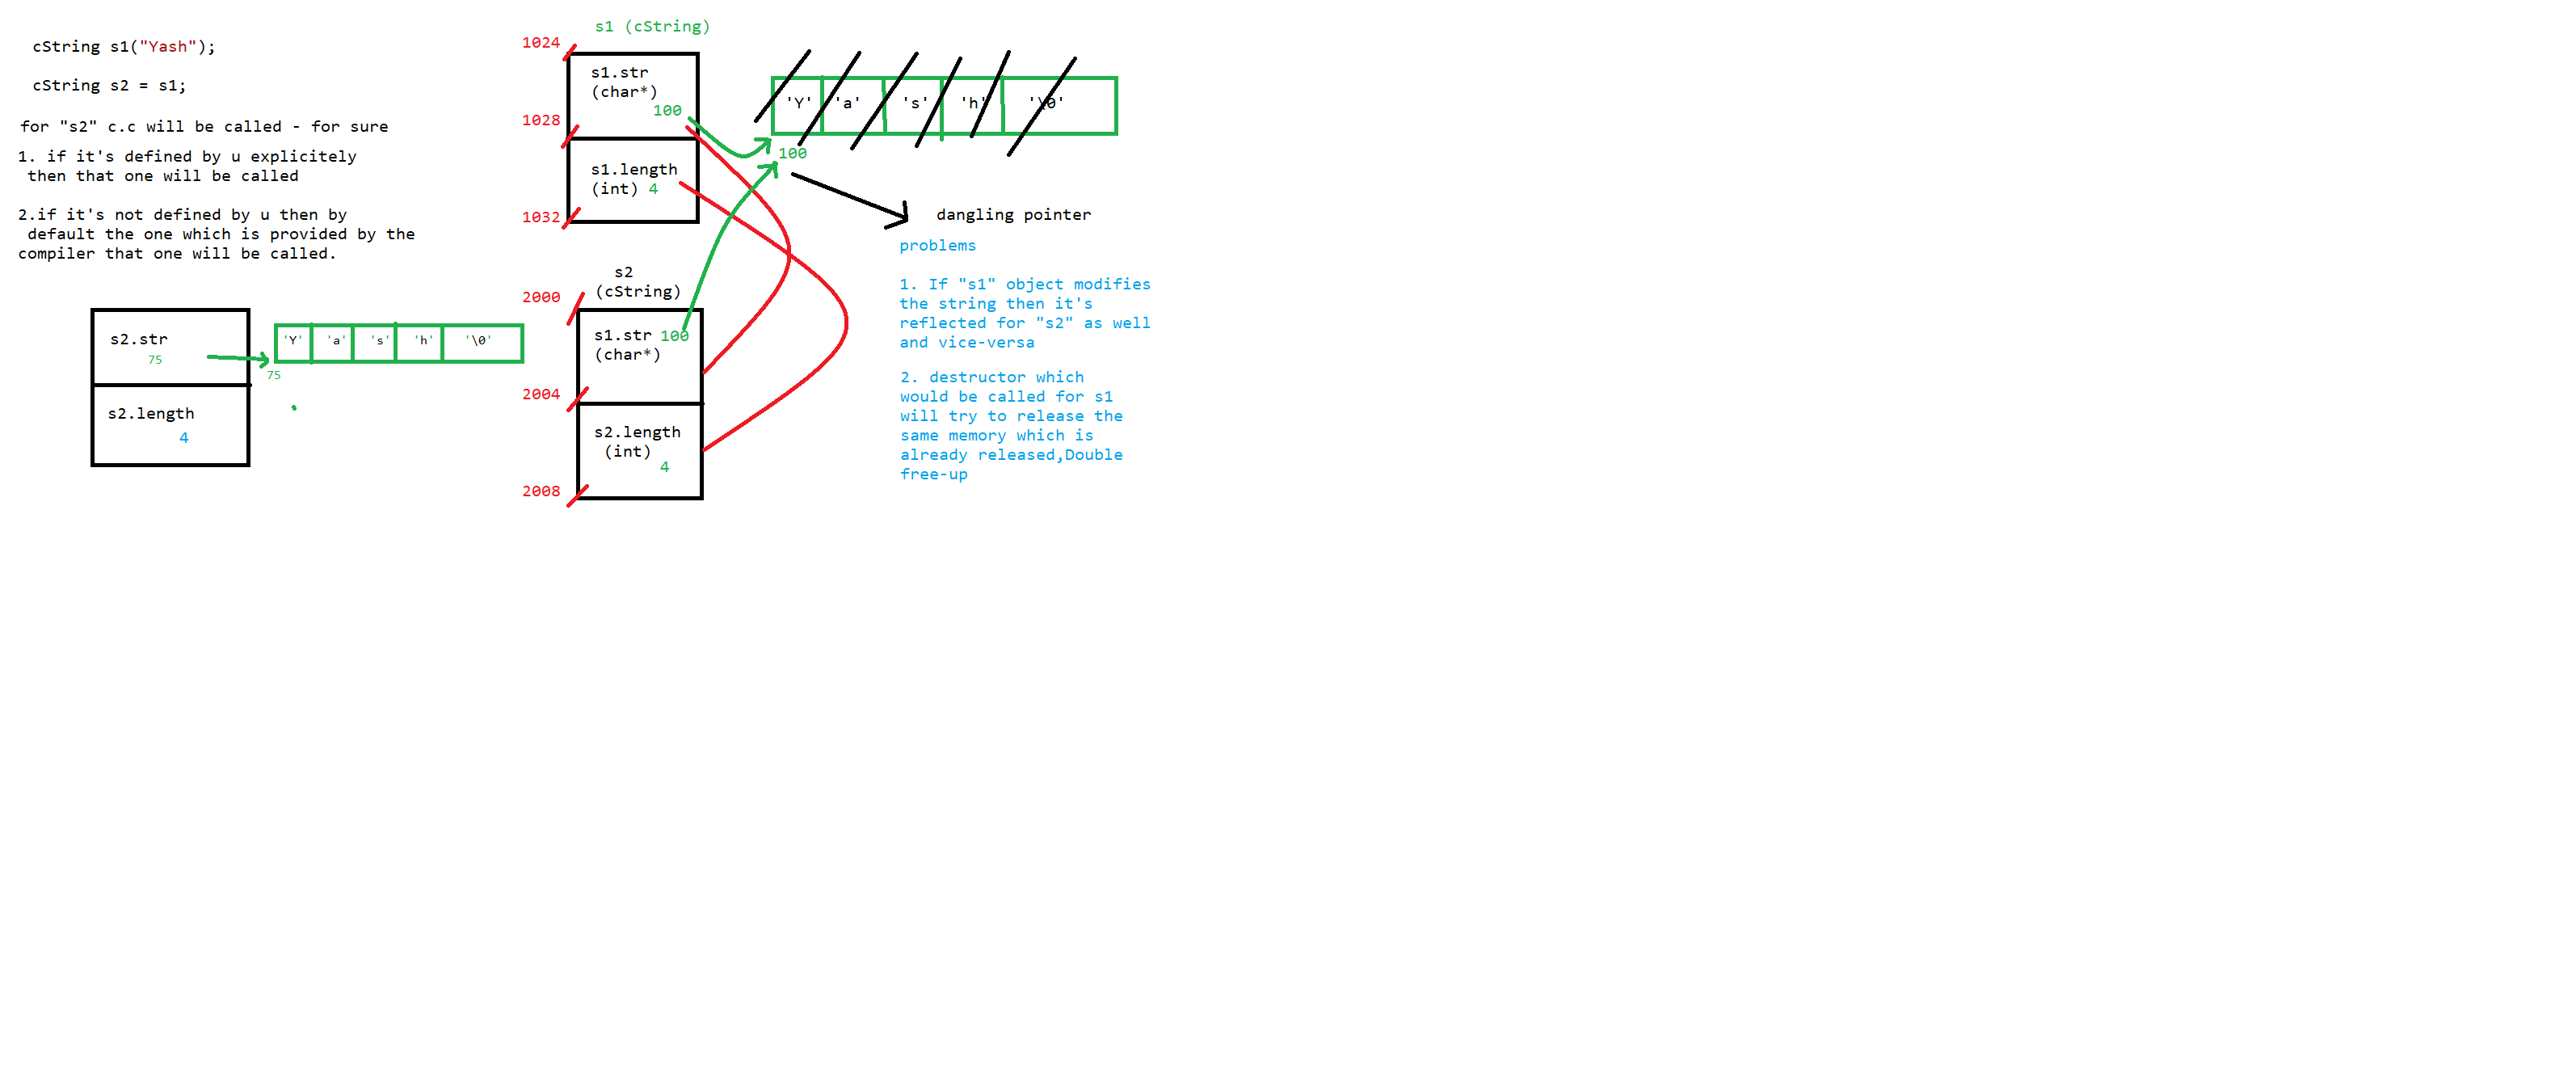 cString s1("Yash");
cString s2 = s1;
for "s2" c.c will be called - for sure
1. if it's defined by u explicitely
then that one will be called
2.if it's not defined by u then by
default the one which is provided by the
compiler that one will be called.
s2.str
75
s2.length
4
'Y' 'a' 's' 'h' '\0'
75
s1 (cString)
1024
s1.str
(char*)
100
1028
s1.length
(int) 4
1032
'Y' 'a' 's' 'h' '\0'
100
dangling pointer
s2
(cString)
2000
s1.str 100
(char*)
2004
s2.length
(int)
4
2008
problems
1. If "s1" object modifies
the string then it's
reflected for "s2" as well
and vice-versa
2. destructor which
would be called for s1
will try to release the
same memory which is
already released,Double
free-up